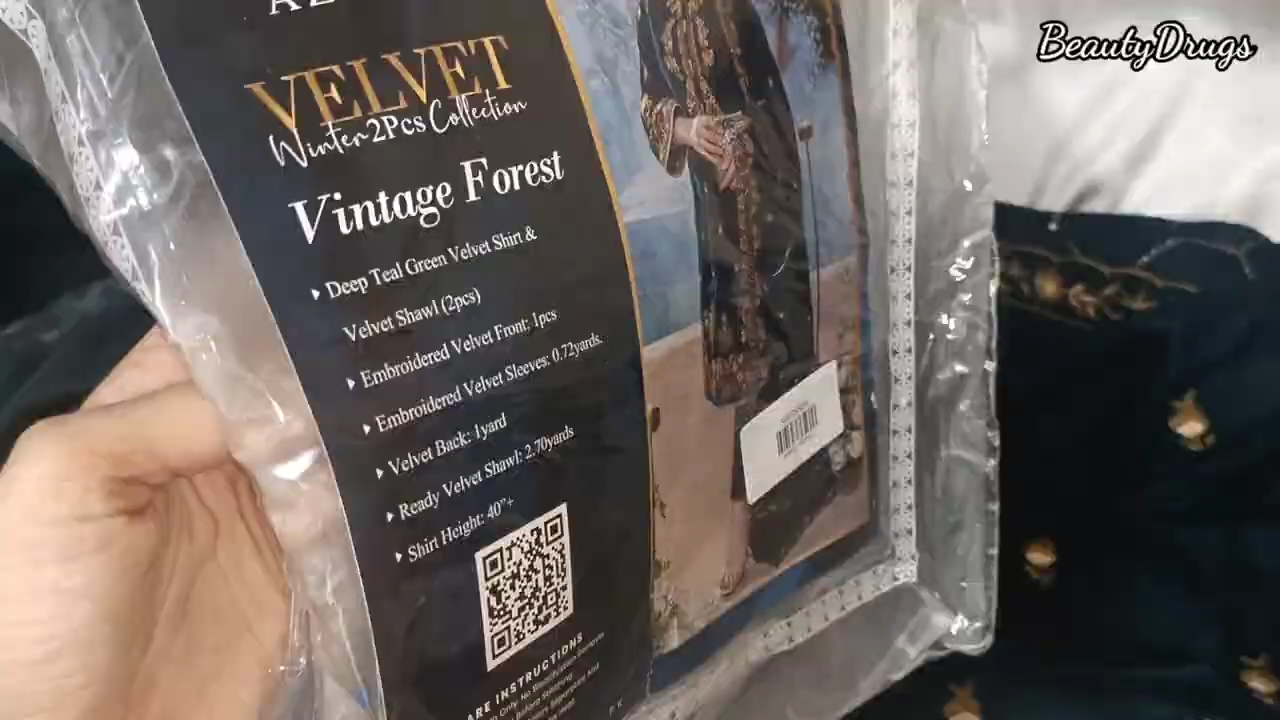 BeautyDrugs
VELVET
Winter 2Pcs Collection
Vintage Forest
Deep Teal Green Velvet Shirt &
Velvet Shawl (2pcs)
Embroidered Velvet Front: 1pcs
Embroidered Velvet Sleeves: 0.72yards.
Velvet Back: 1yard
Ready Velvet Shawl: 2.70yards
Shirt Height: 40"+
ARE INSTRUCTIONS